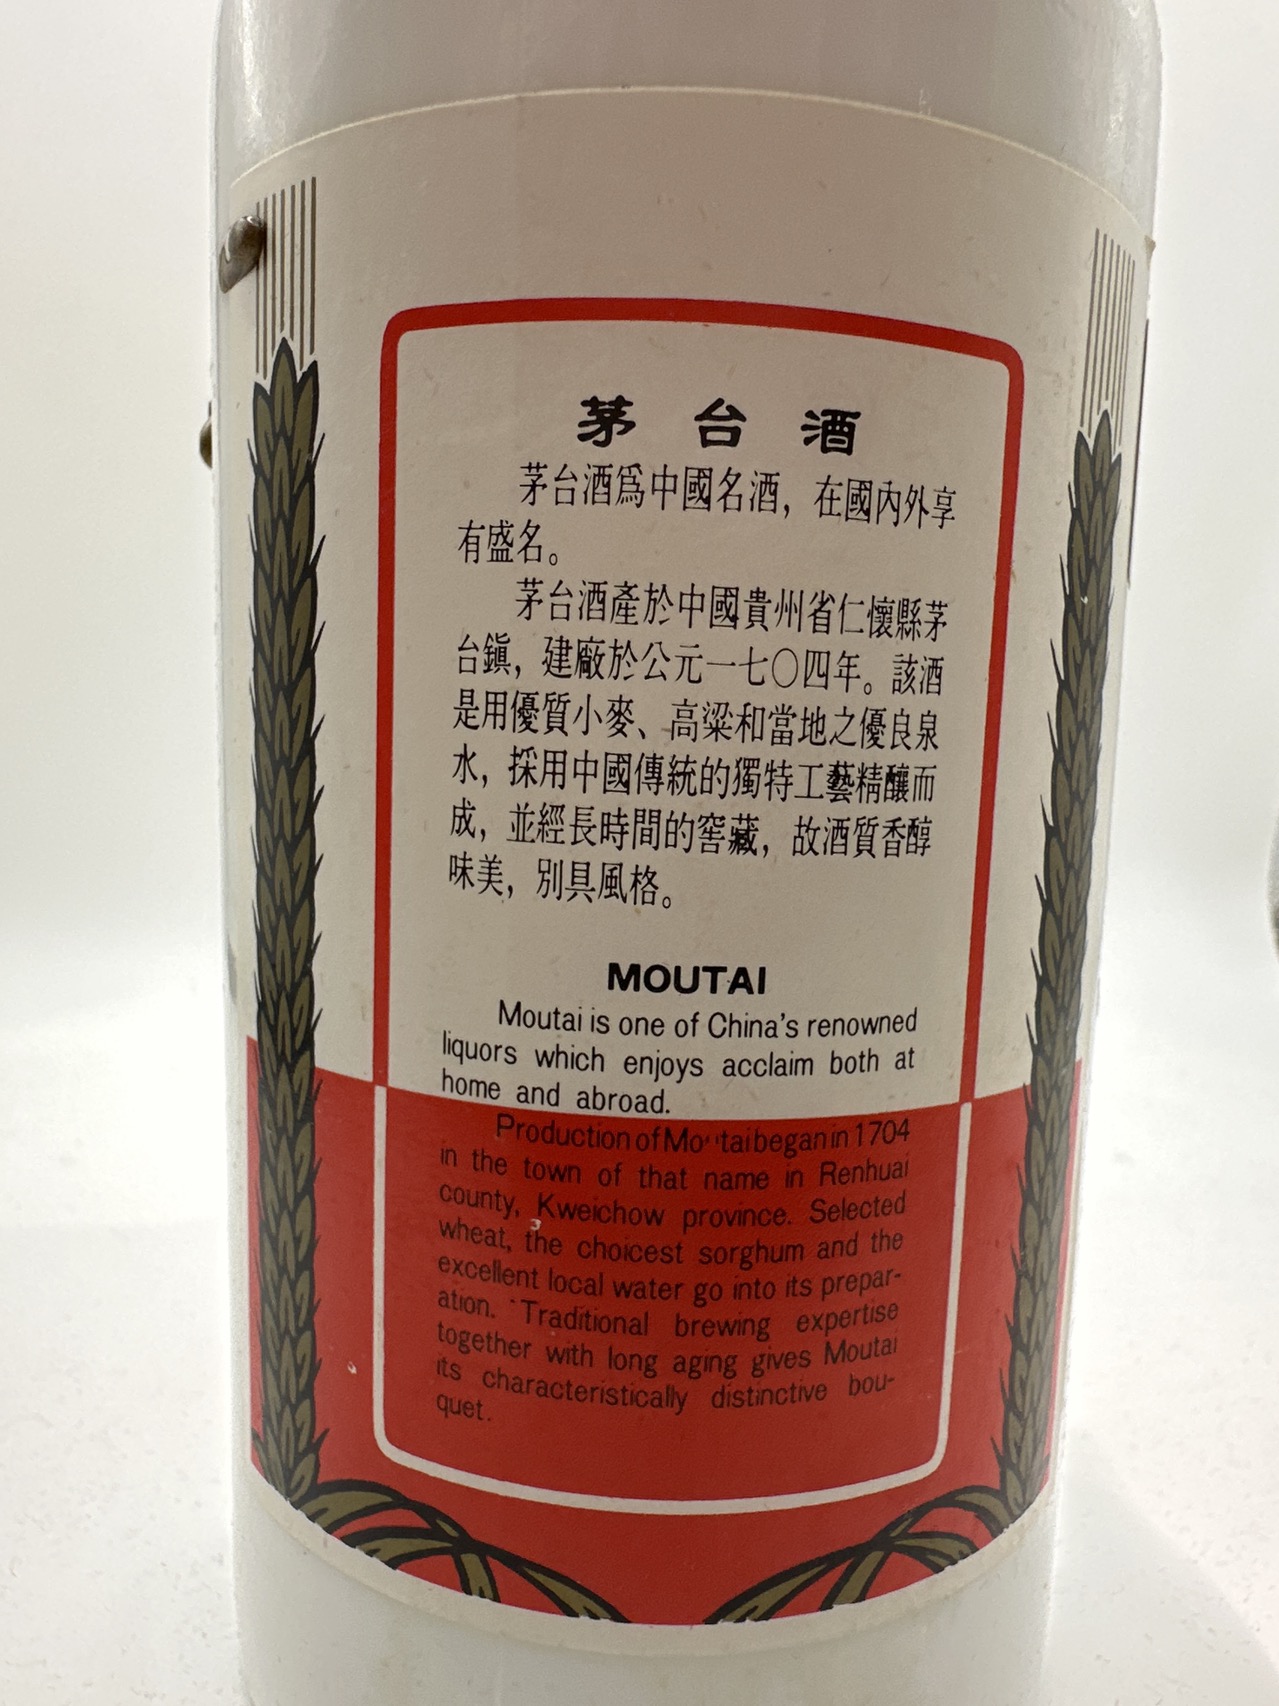 茅台酒
茅台酒爲中國名酒，在國內外享
有盛名。
茅台酒產於中國貴州省仁懷縣茅
台鎮，建廠於公元一七〇四年。該酒
是用優質小麥、高粱和當地之優良泉
水，採用中國傳統的獨特工藝精釀而
成，並經長時間的窖藏，故酒質香醇
味美，別具風格。
MOUTAI
Moutai is one of China's renowned
liquors which enjoys acclaim both at
home and abroad.
Production of Moutai began in 1704
in the town of that name in Renhuai
county, Kweichow province. Selected
wheat, the choicest sorghum and the
excellent local water go into its prepar-
ation. Traditional brewing expertise
together with long aging gives Moutai
its characteristically distinctive bou-
quet.